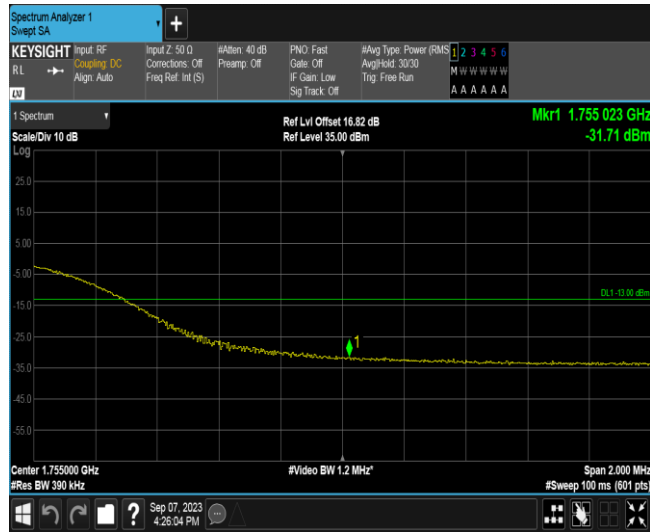 Spectrum Analyzer 1
Swept SA
KEYSIGHT
RL
LXI
Input: RF
Coupling: DC
Align: Auto
Input Z: 50 Ω
Corrections: Off
Freq Ref: Int (S)
#Atten: 40 dB
Preamp: Off
PNO: Fast
Gate: Off
IF Gain: Low
Sig Track: Off
#Avg Type: Power (RMS
Avg|Hold: 30/30
Trig: Free Run
1 2 3 4 5 6
M W W W W W
A A A A A A
1 Spectrum
Scale/Div 10 dB
Ref Lvl Offset 16.82 dB
Ref Level 35.00 dBm
Mkr1 1.755 023 GHz
-31.71 dBm
Log
25.0
15.0
5.00
-5.00
DL1 -13.00 dBm
-15.0
-25.0
1
-35.0
-45.0
-55.0
Center 1.755000 GHz
#Video BW 1.2 MHz*
Span 2.000 MHz
#Res BW 390 kHz
#Sweep 100 ms (601 pts)
?
Sep 07, 2023
4:26:04 PM